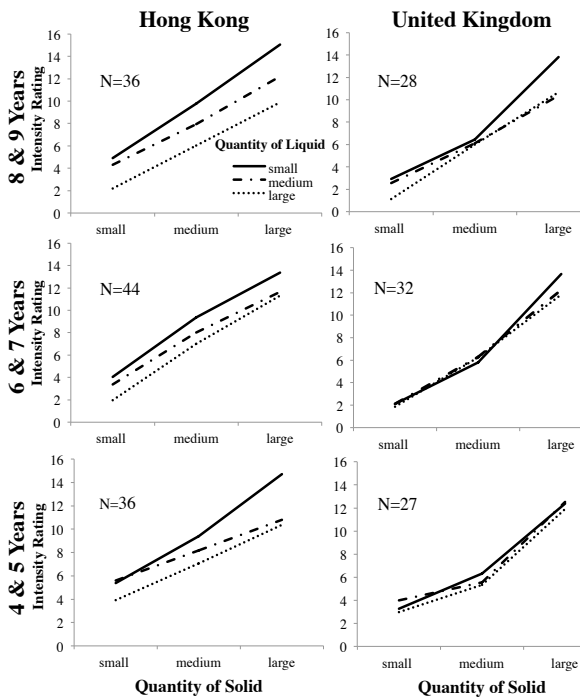 Hong Kong
United Kingdom
8 & 9 Years
Intensity Rating
16
14
12
10
8
6
4
2
0
N=36
Quantity of Liquid
small
medium
large
small medium large
16
14
12
10
8
6
4
2
0
N=28
small medium large
6 & 7 Years
Intensity Rating
16
14
12
10
8
6
4
2
0
N=44
small medium large
16
14
12
10
8
6
4
2
0
N=32
small medium large
4 & 5 Years
Intensity Rating
16
14
12
10
8
6
4
2
0
N=36
small medium large
16
14
12
10
8
6
4
2
0
N=27
small medium large
Quantity of Solid
Quantity of Solid